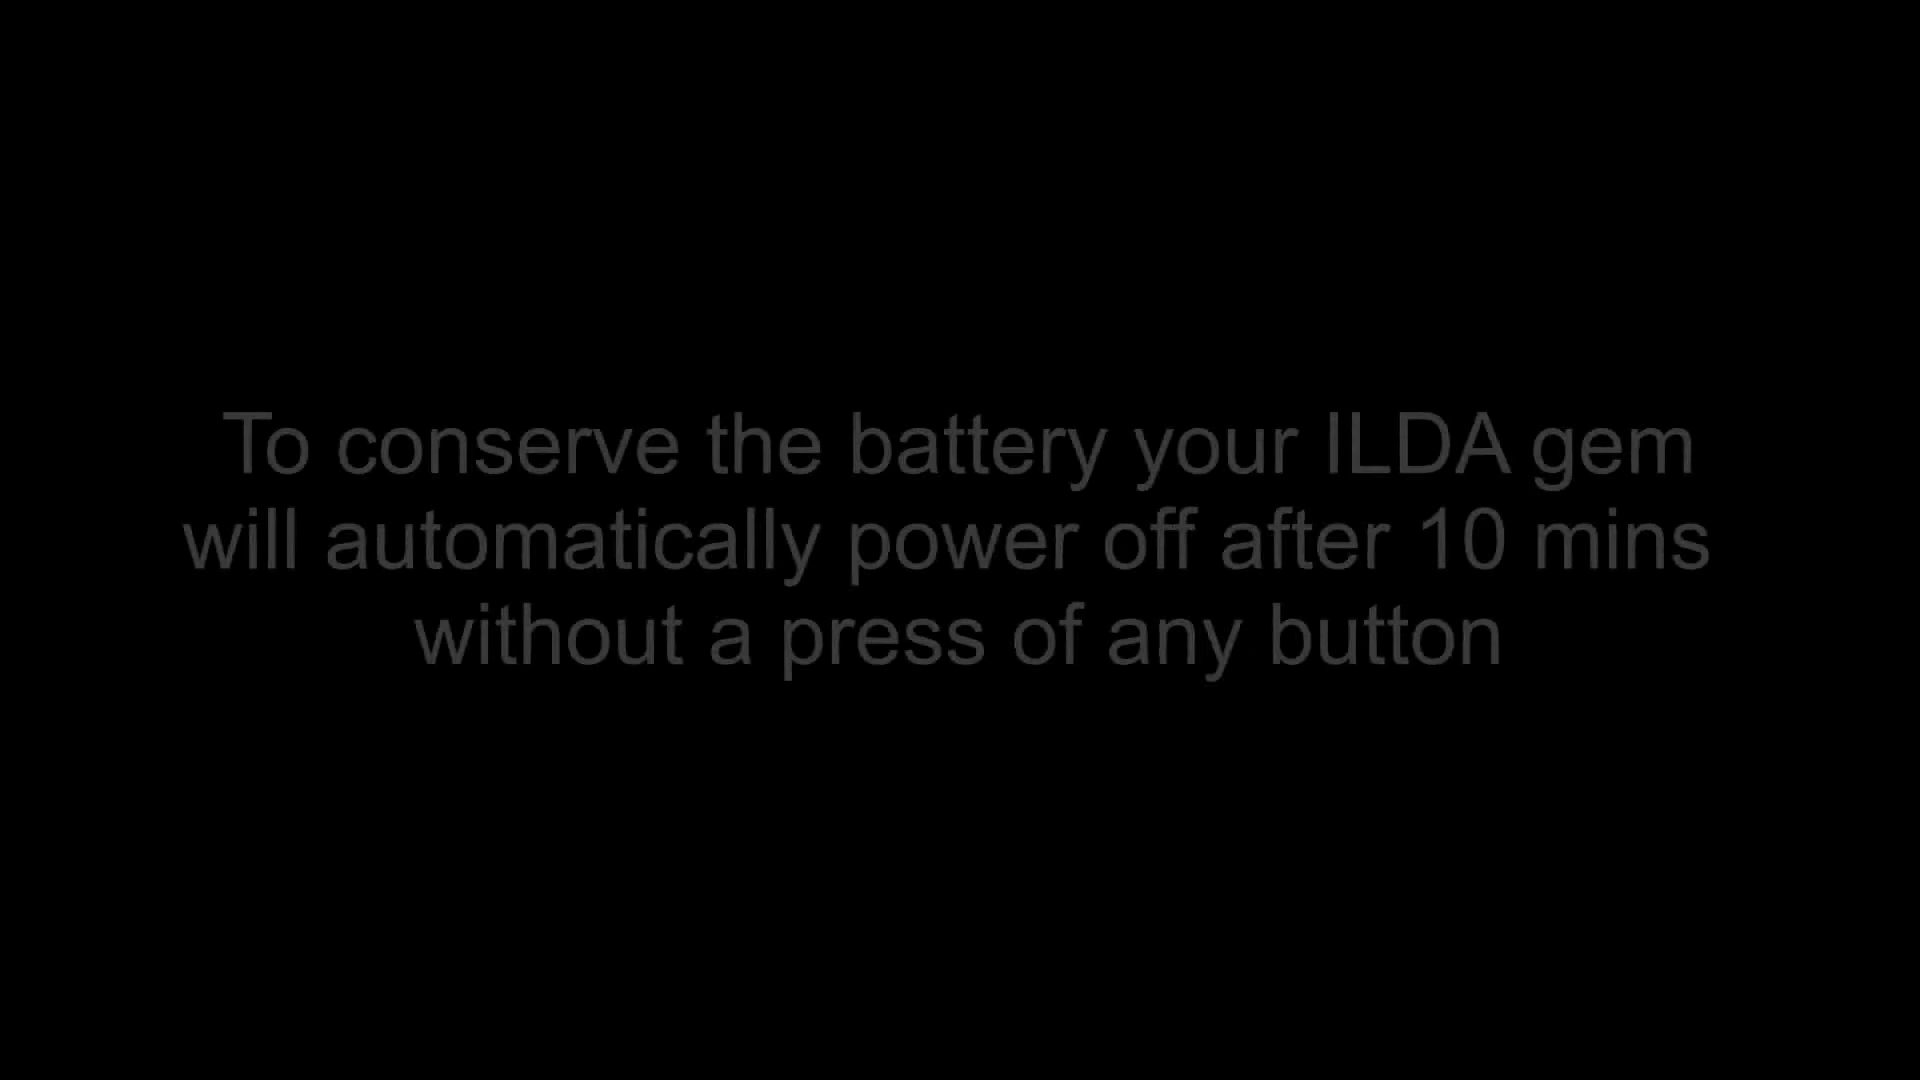 To conserve the battery your ILDA gem
will automatically power off after 10 mins
without a press of any button